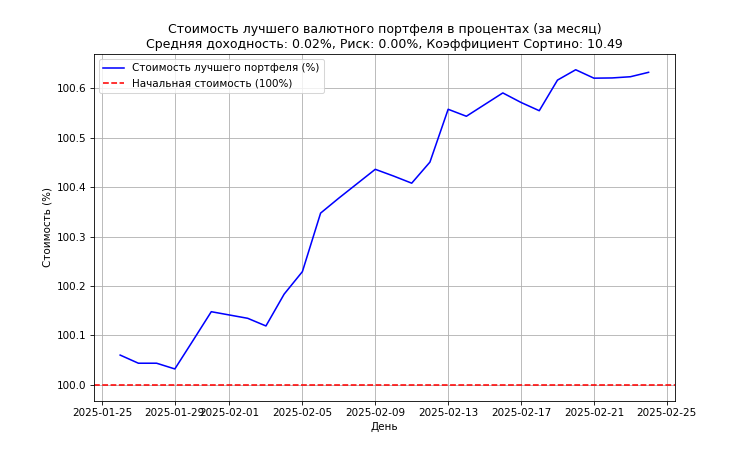 Стоимость лучшего валютного портфеля в процентах (за месяц)
Средняя доходность: 0.02%, Риск: 0.00%, Коэффициент Сортино: 10.49
Стоимость лучшего портфеля (%)
Начальная стоимость (100%)
Стоимость (%)
100.6
100.5
100.4
100.3
100.2
100.1
100.0
2025-01-25 2025-01-29 2025-02-01 2025-02-05 2025-02-09 2025-02-13 2025-02-17 2025-02-21 2025-02-25
День